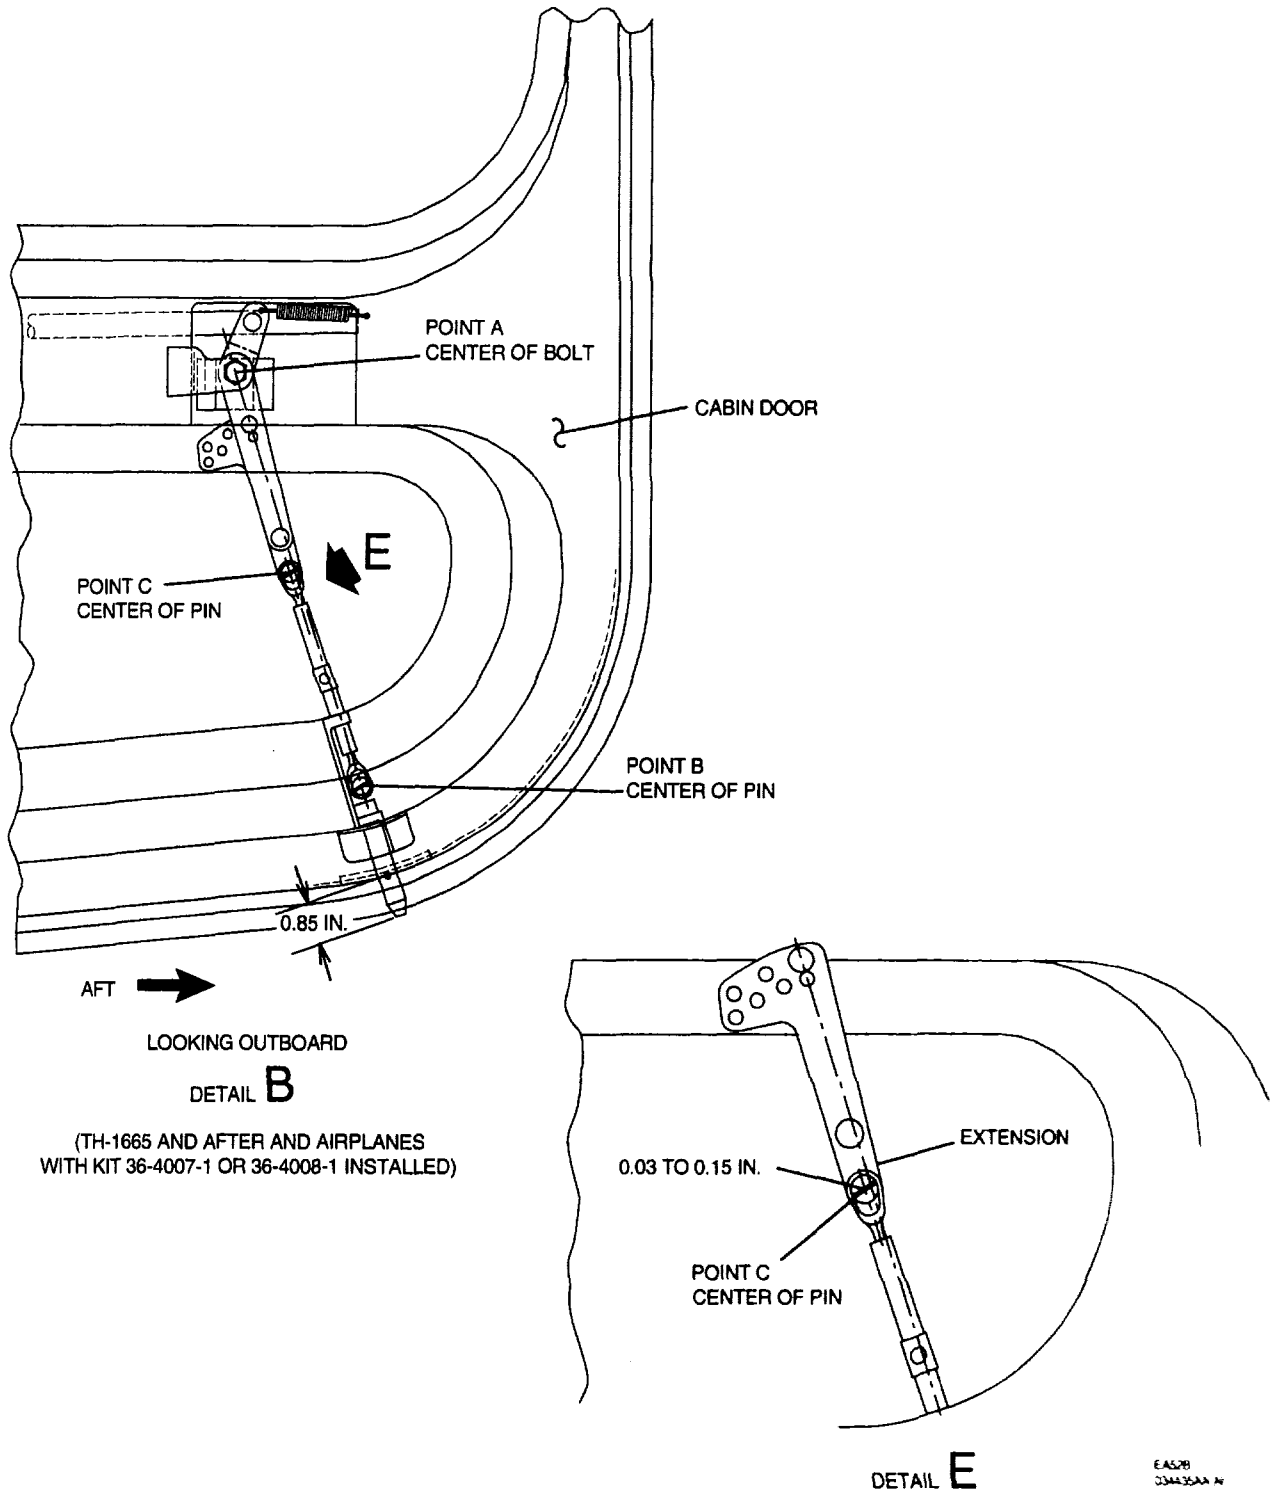 POINT A
CENTER OF BOLT
CABIN DOOR
E
POINT C
CENTER OF PIN
POINT B
CENTER OF PIN
0.85 IN.
AFT
LOOKING OUTBOARD
DETAIL B
(TH-1665 AND AFTER AND AIRPLANES
WITH KIT 36-4007-1 OR 36-4008-1 INSTALLED)
EXTENSION
0.03 TO 0.15 IN.
POINT C
CENTER OF PIN
DETAIL E
EA52B